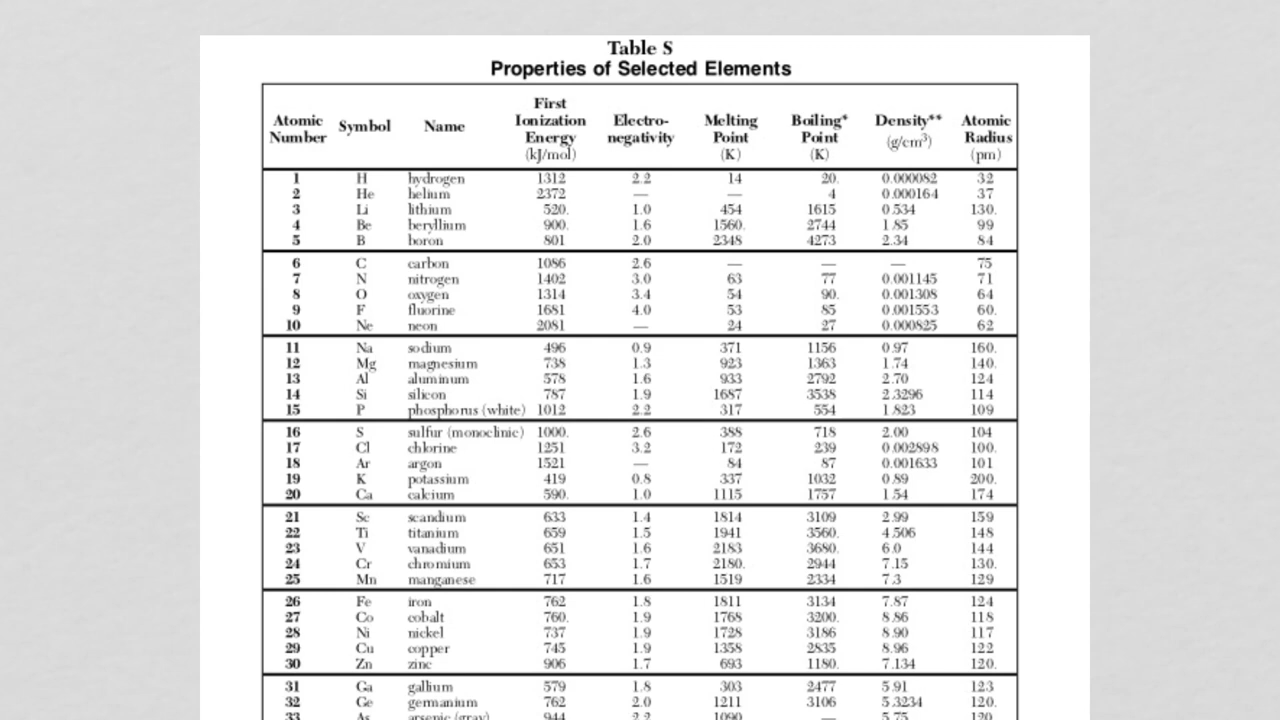 Table S
Properties of Selected Elements
Atomic Number Symbol Name First Ionization Energy (kJ/mol) Electro-negativity Melting Point (K) Boiling* Point (K) Density** (g/cm³) Atomic Radius (pm)
1 H hydrogen 1312 2.2 14 20. 0.000082 32
2 He helium 2372 — — 4 0.000164 37
3 Li lithium 520. 1.0 454 1615 0.534 130.
4 Be beryllium 900. 1.6 1560. 2744 1.85 99
5 B boron 801 2.0 2348 4273 2.34 84
6 C carbon 1086 2.6 — — — 75
7 N nitrogen 1402 3.0 63 77 0.001145 71
8 O oxygen 1314 3.4 54 90. 0.001308 64
9 F fluorine 1681 4.0 53 85 0.001553 60.
10 Ne neon 2081 — 24 27 0.000825 62
11 Na sodium 496 0.9 371 1156 0.97 160.
12 Mg magnesium 738 1.3 923 1363 1.74 140.
13 Al aluminum 578 1.6 933 2792 2.70 124
14 Si silicon 787 1.9 1687 3538 2.3296 114
15 P phosphorus (white) 1012 2.2 317 554 1.823 109
16 S sulfur (monoclinic) 1000. 2.6 388 718 2.00 104
17 Cl chlorine 1251 3.2 172 239 0.002898 100.
18 Ar argon 1521 — 84 87 0.001633 101
19 K potassium 419 0.8 337 1032 0.89 200.
20 Ca calcium 590. 1.0 1115 1757 1.54 174
21 Sc scandium 633 1.4 1814 3109 2.99 159
22 Ti titanium 659 1.5 1941 3560. 4.506 148
23 V vanadium 651 1.6 2183 3680. 6.0 144
24 Cr chromium 653 1.7 2180. 2944 7.15 130.
25 Mn manganese 717 1.6 1519 2334 7.3 129
26 Fe iron 762 1.8 1811 3134 7.87 124
27 Co cobalt 760. 1.9 1768 3200. 8.86 118
28 Ni nickel 737 1.9 1728 3186 8.90 117
29 Cu copper 745 1.9 1358 2835 8.96 122
30 Zn zinc 906 1.7 693 1180. 7.134 120.
31 Ga gallium 579 1.8 303 2477 5.91 123
32 Ge germanium 762 2.0 1211 3106 5.3234 120.
33 As arsenic (gray) 944 2.2 1090. — 5.75 120.